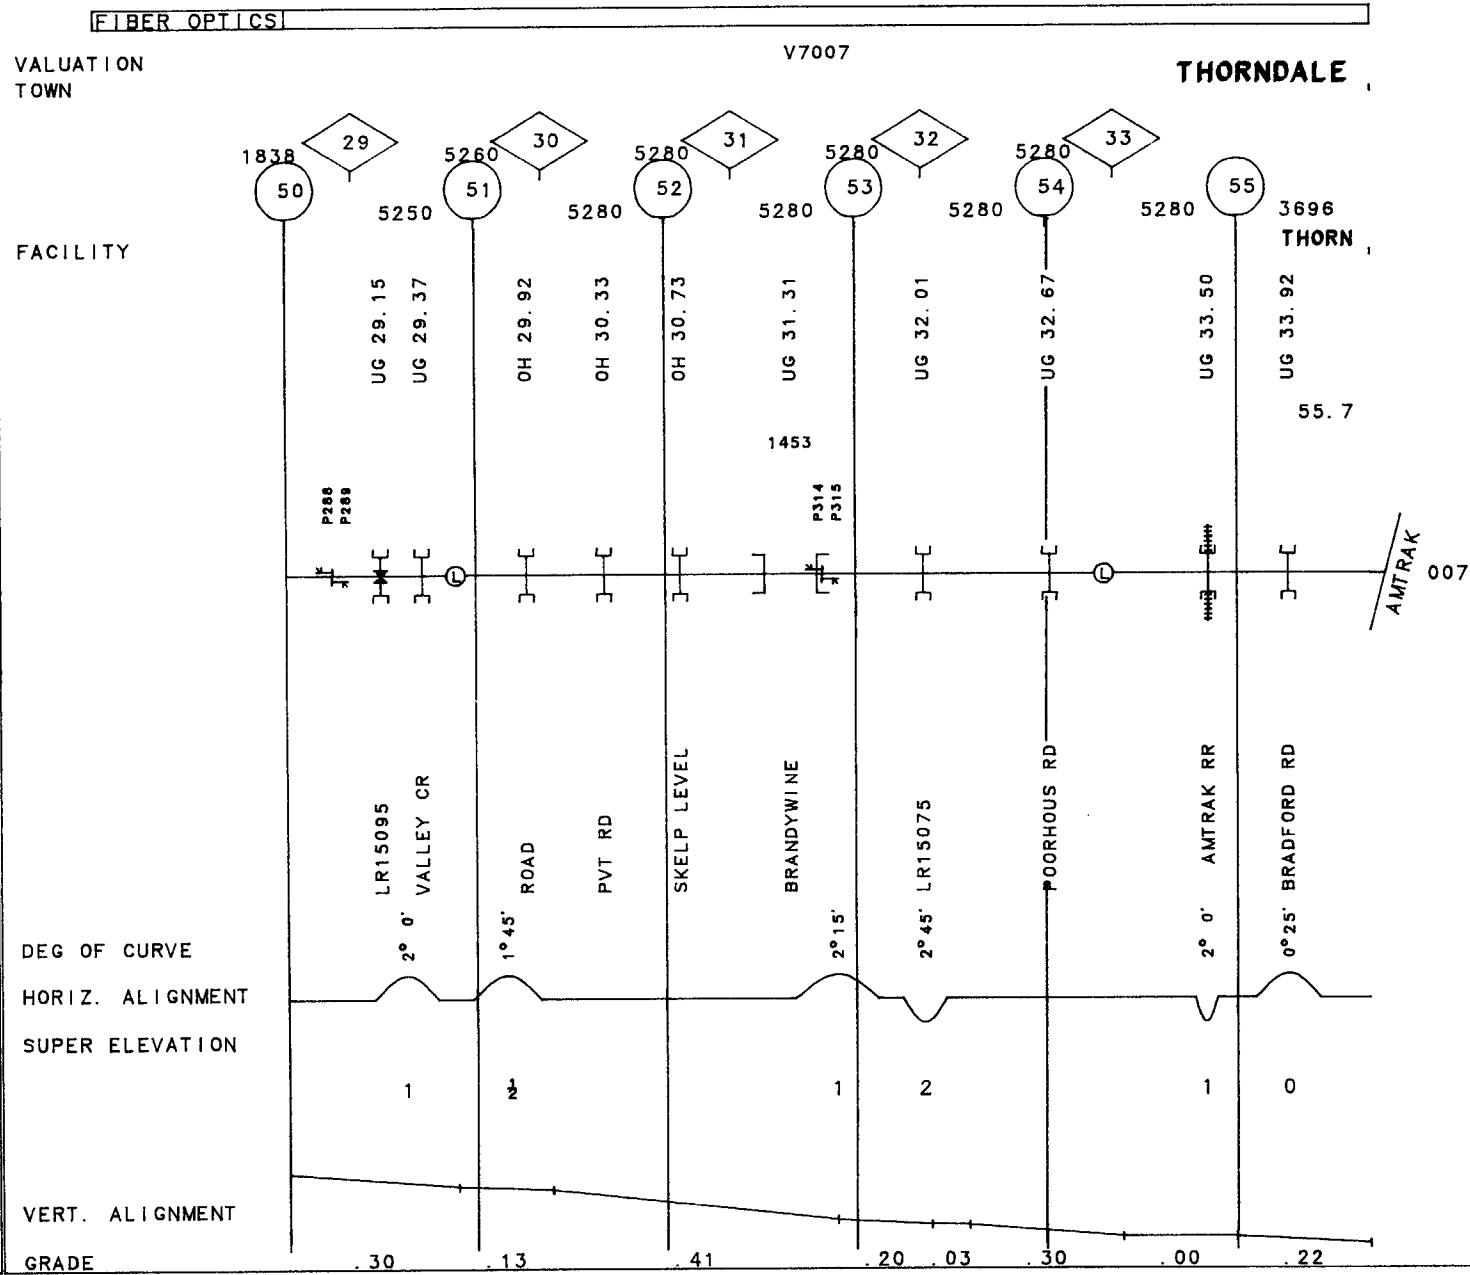 FIBER OPTICS
VALUATION
V7007
TOWN
THORNDALE
29 30 31 32 33
1838 5260 5280 5280 5280
50 51 52 53 54 55
5250 5280 5280 5280 5280 3696
FACILITY
THORN
UG 29.15
UG 29.37
OH 29.92
OH 30.33
OH 30.73
UG 31.31
UG 32.01
UG 32.67
UG 33.50
UG 33.92
55.7
1453
P288
P289
P314
P315
L
L
AMTRAK
007
LR15095
VALLEY CR
ROAD
PVT RD
SKELP LEVEL
BRANDYWINE
LR15075
POORHOUS RD
AMTRAK RR
BRADFORD RD
DEG OF CURVE
2° 0'
1°45'
2°15'
2°45'
2° 0'
0°25'
HORIZ. ALIGNMENT
SUPER ELEVATION
1 ½ 1 2 1 0
VERT. ALIGNMENT
GRADE .30 .13 .41 .20 .03 .30 .00 .22